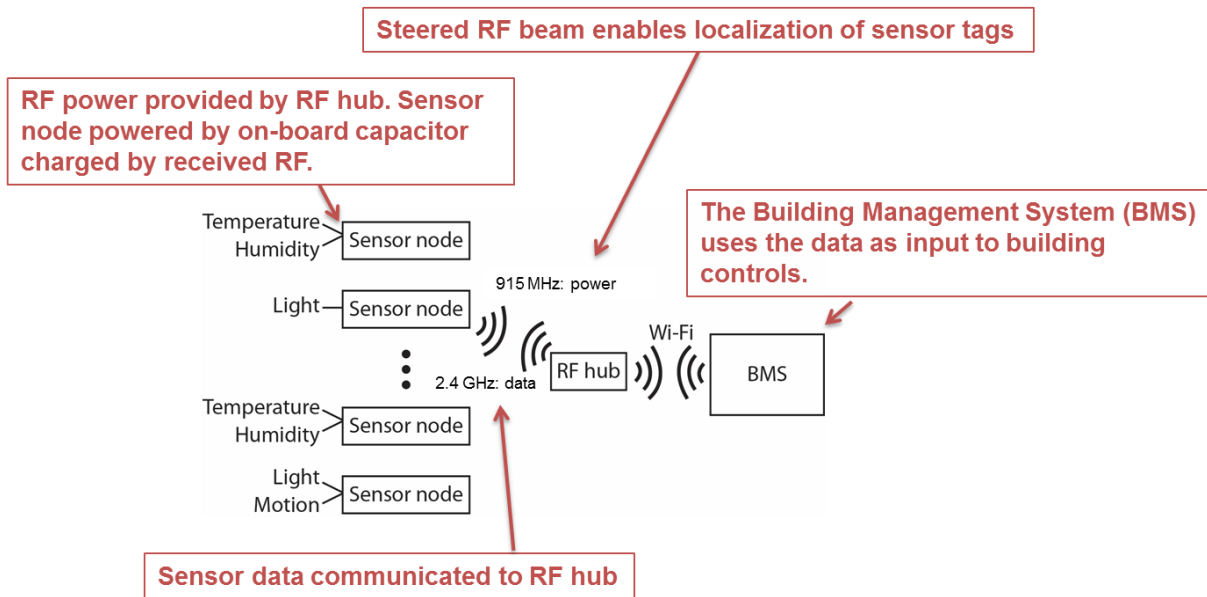 Steered RF beam enables localization of sensor tags
RF power provided by RF hub. Sensor
node powered by on-board capacitor
charged by received RF.
The Building Management System (BMS)
uses the data as input to building
controls.
Temperature
Humidity
Sensor node
915 MHz: power
Light
Sensor node
Wi-Fi
RF hub
BMS
2.4 GHz: data
Temperature
Humidity
Sensor node
Light
Motion
Sensor node
Sensor data communicated to RF hub